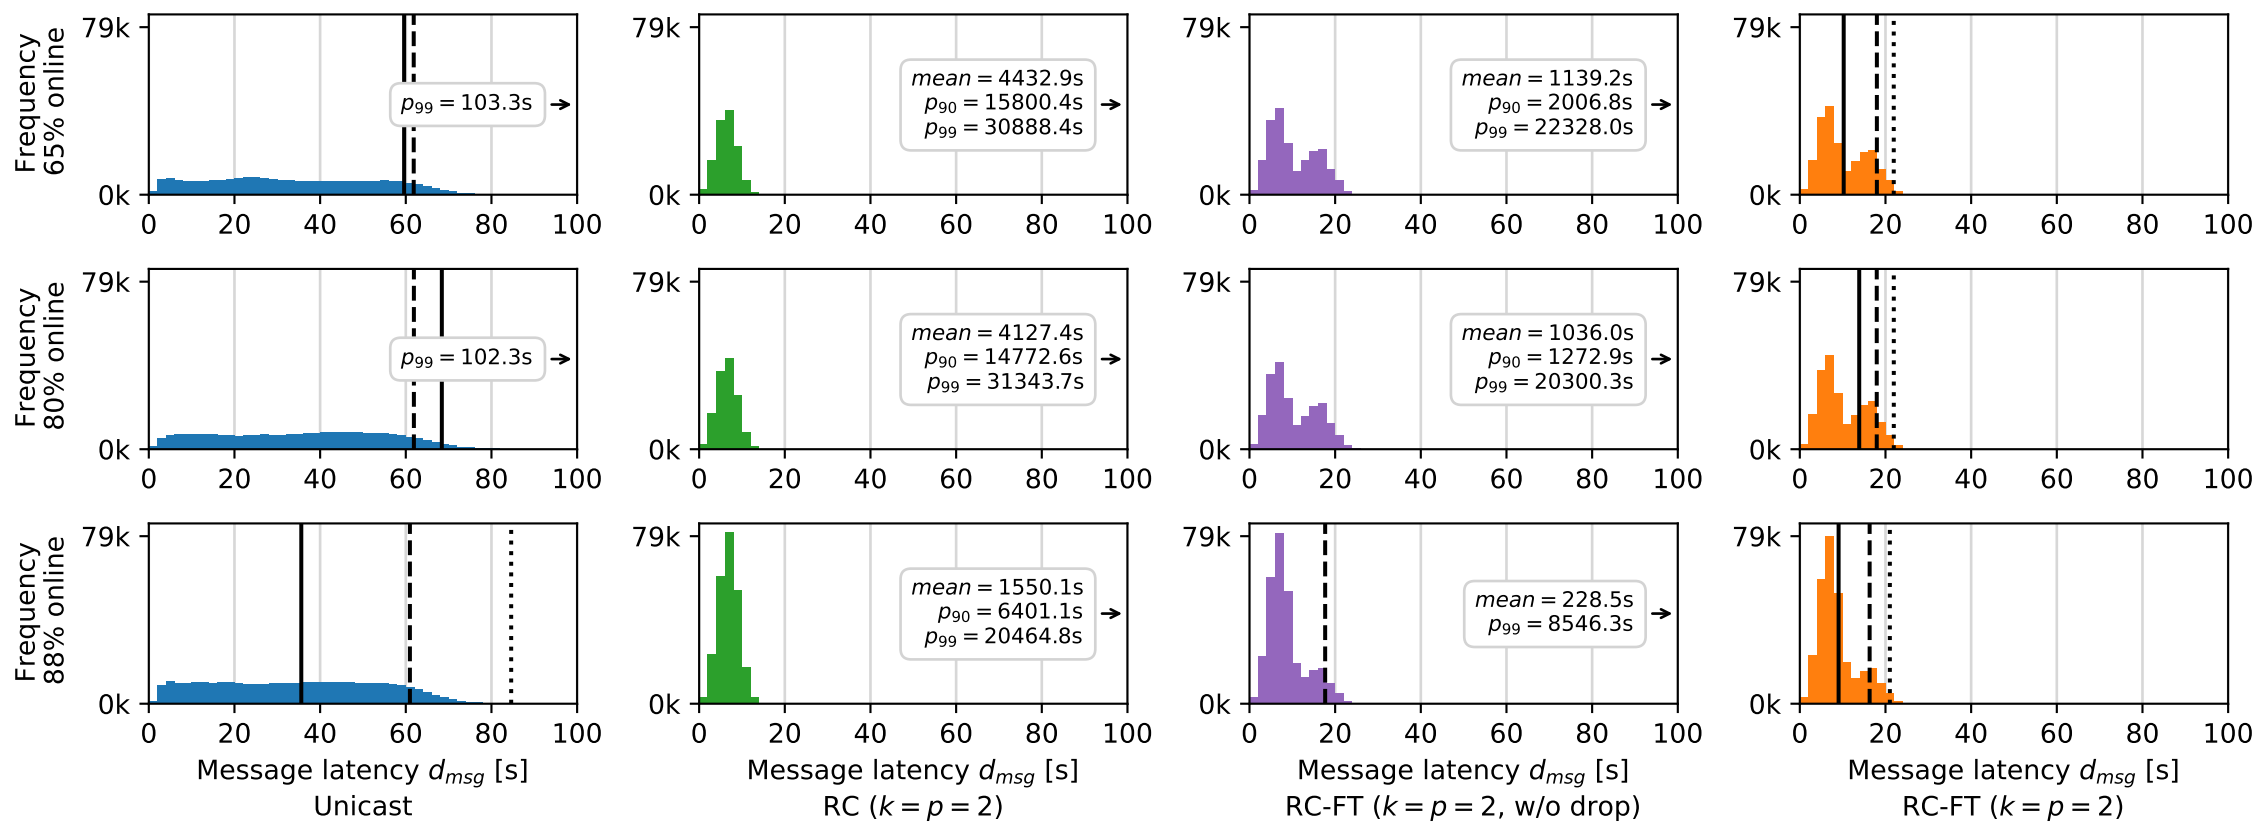 Frequency
65% online
79k
0k
p99 = 103.3s
0 20 40 60 80 100
79k
0k
mean = 4432.9s
p90 = 15800.4s
p99 = 30888.4s
0 20 40 60 80 100
79k
0k
mean = 1139.2s
p90 = 2006.8s
p99 = 22328.0s
0 20 40 60 80 100
79k
0k
0 20 40 60 80 100
Frequency
80% online
79k
0k
p99 = 102.3s
0 20 40 60 80 100
79k
0k
mean = 4127.4s
p90 = 14772.6s
p99 = 31343.7s
0 20 40 60 80 100
79k
0k
mean = 1036.0s
p90 = 1272.9s
p99 = 20300.3s
0 20 40 60 80 100
79k
0k
0 20 40 60 80 100
Frequency
88% online
79k
0k
0 20 40 60 80 100
Message latency dmsg [s]
Unicast
79k
0k
mean = 1550.1s
p90 = 6401.1s
p99 = 20464.8s
0 20 40 60 80 100
Message latency dmsg [s]
RC (k = p = 2)
79k
0k
mean = 228.5s
p99 = 8546.3s
0 20 40 60 80 100
Message latency dmsg [s]
RC-FT (k = p = 2, w/o drop)
79k
0k
0 20 40 60 80 100
Message latency dmsg [s]
RC-FT (k = p = 2)